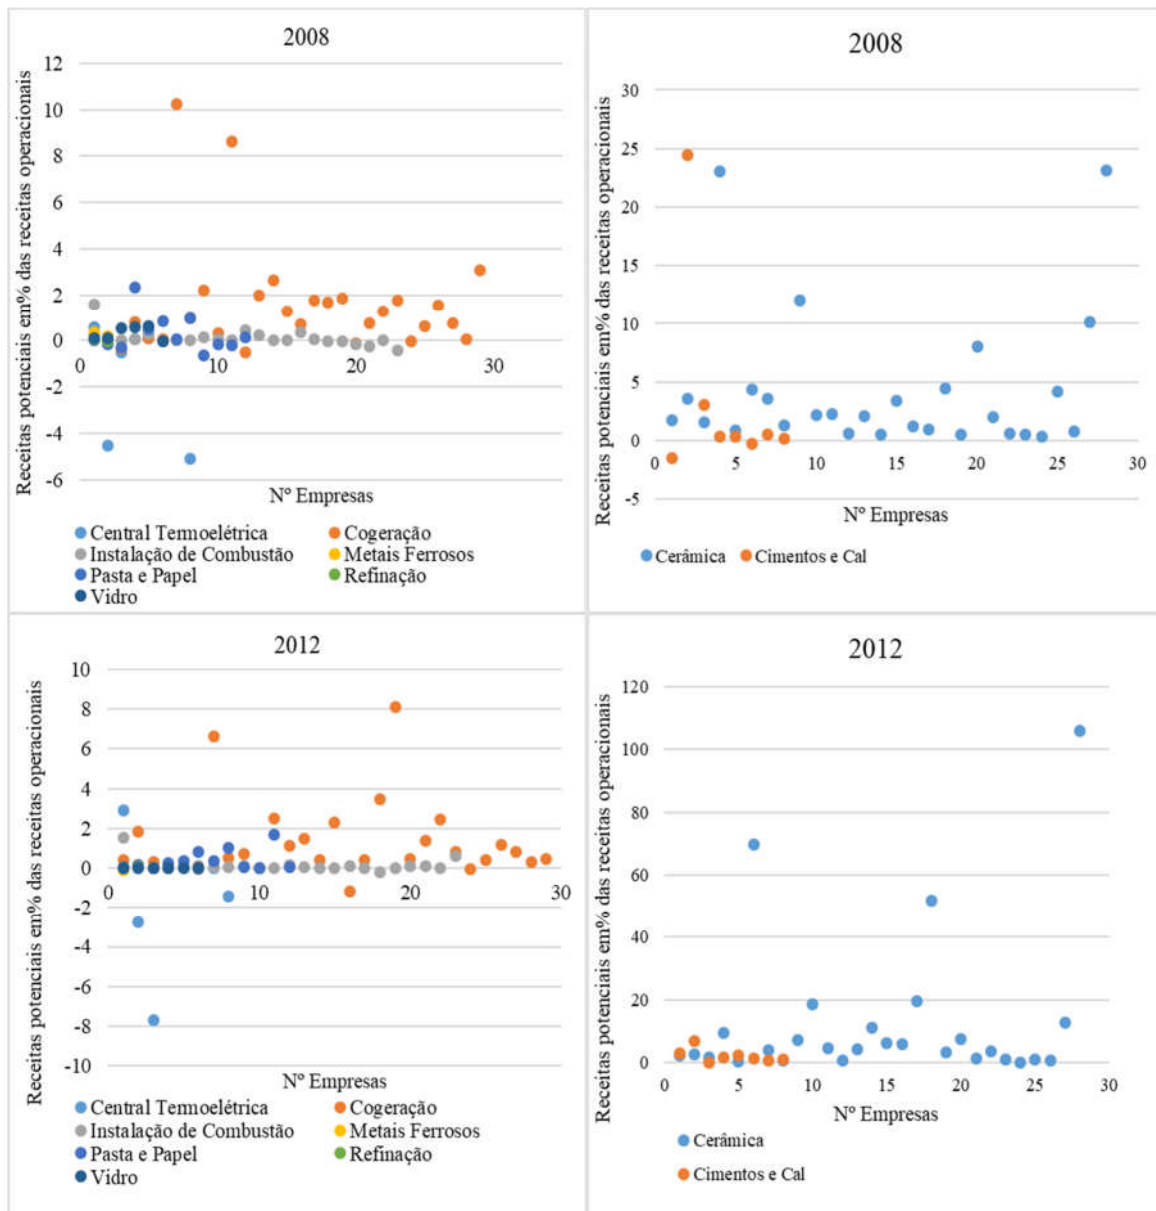 2008
Receitas potenciais em% das receitas operacionais
12
10
8
6
4
2
0
-2
-4
-6
0
10
20
30
Nº Empresas
Central Termoelétrica
Cogeração
Instalação de Combustão
Metais Ferrosos
Pasta e Papel
Refinação
Vidro
2008
Receitas potenciais em% das receitas operacionais
30
25
20
15
10
5
0
-5
0
5
10
15
20
25
30
Nº Empresas
Cerâmica
Cimentos e Cal
2012
Receitas potenciais em% das receitas operacionais
10
8
6
4
2
0
-2
-4
-6
-8
-10
0
10
20
30
Nº Empresas
Central Termoelétrica
Cogeração
Instalação de Combustão
Metais Ferrosos
Pasta e Papel
Refinação
Vidro
2012
Receitas potenciais em% das receitas operacionais
120
100
80
60
40
20
0
0
5
10
15
20
25
30
Nº Empresas
Cerâmica
Cimentos e Cal